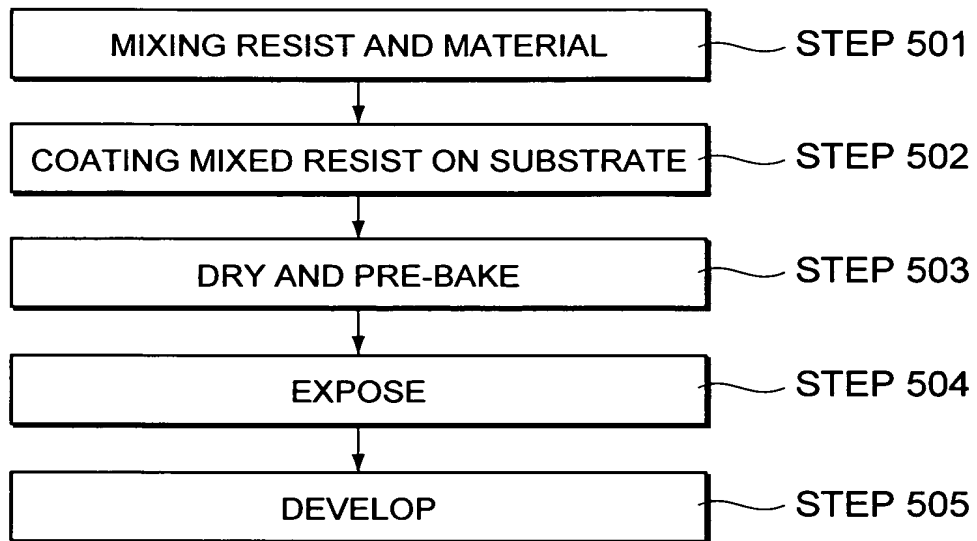 MIXING RESIST AND MATERIAL STEP 501
COATING MIXED RESIST ON SUBSTRATE STEP 502
DRY AND PRE-BAKE STEP 503
EXPOSE STEP 504
DEVELOP STEP 505